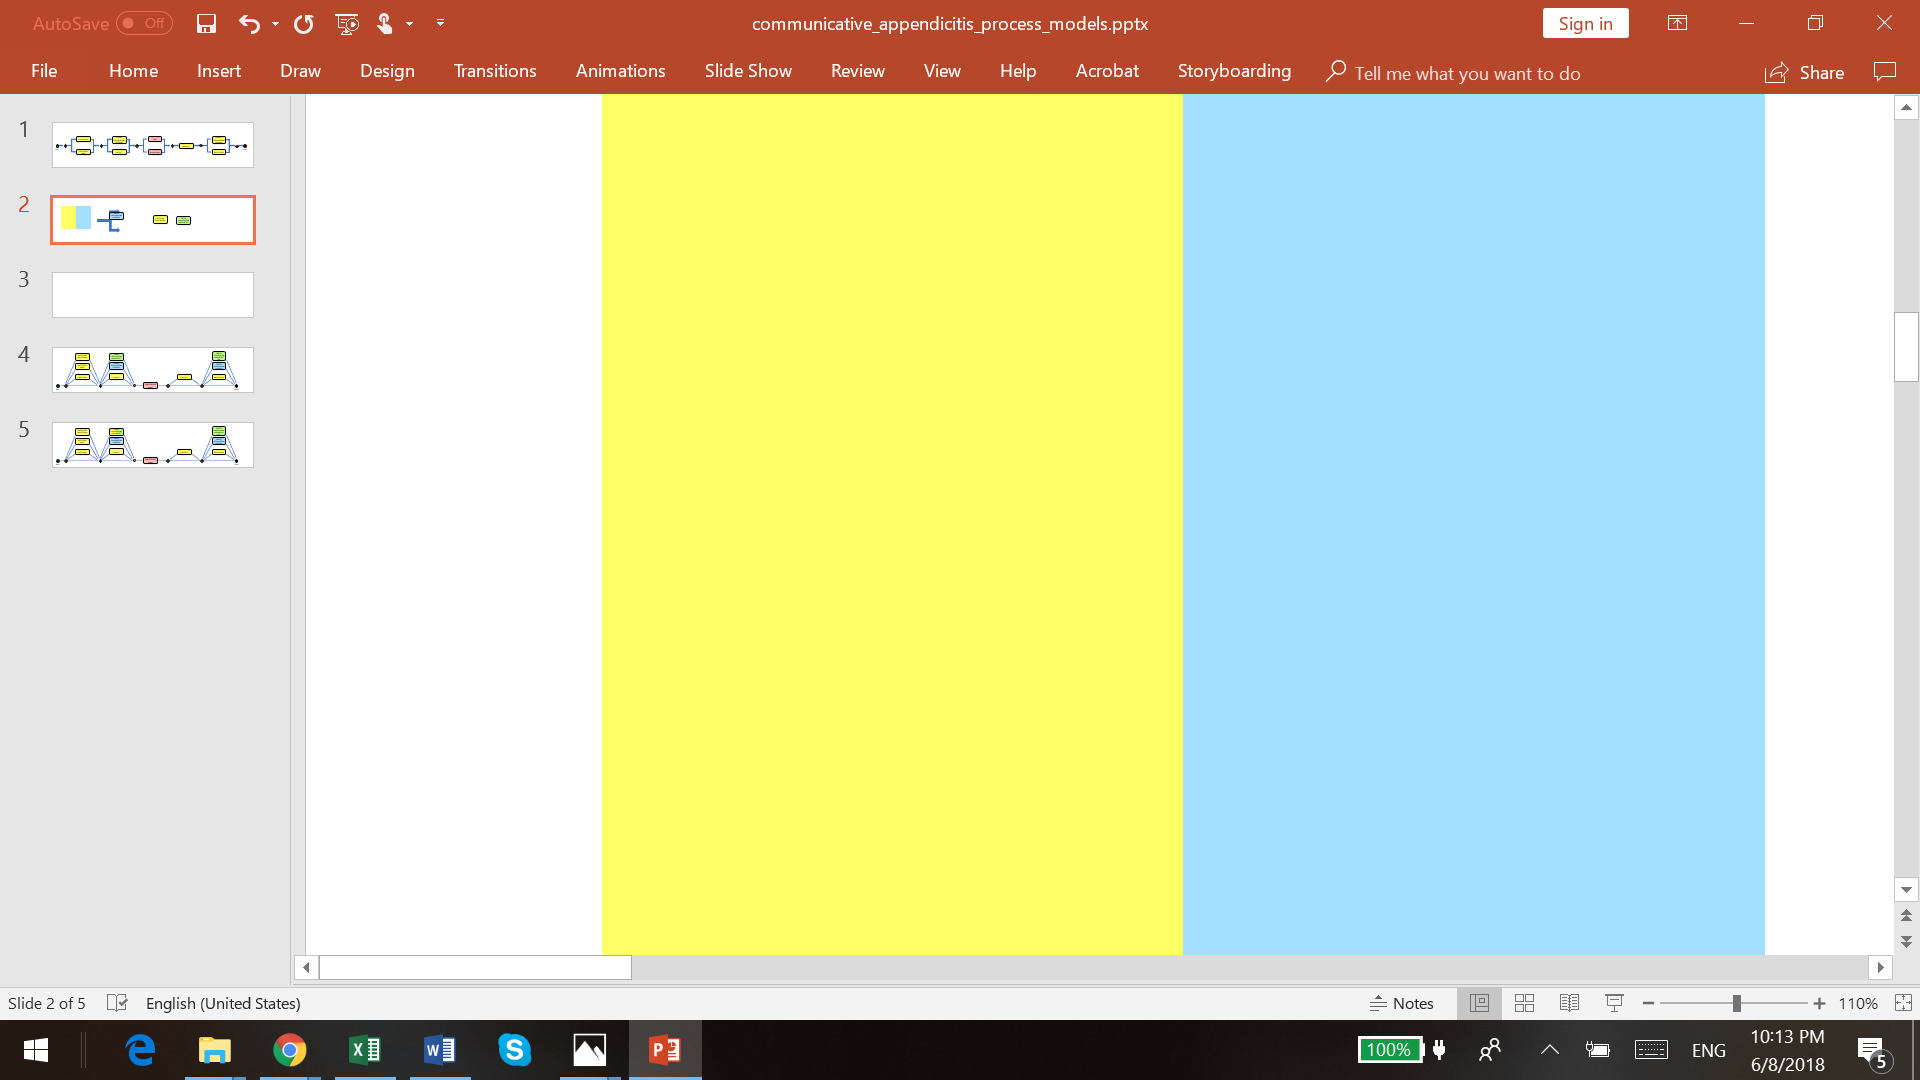 AutoSave Off
communicative_appendicitis_process_models.pptx
Sign in
File Home Insert Draw Design Transitions Animations Slide Show Review View Help Acrobat Storyboarding Tell me what you want to do Share
1
2
3
4
5
Slide 2 of 5 English (United States) Notes 110%
100% ENG 10:13 PM
6/8/2018
5